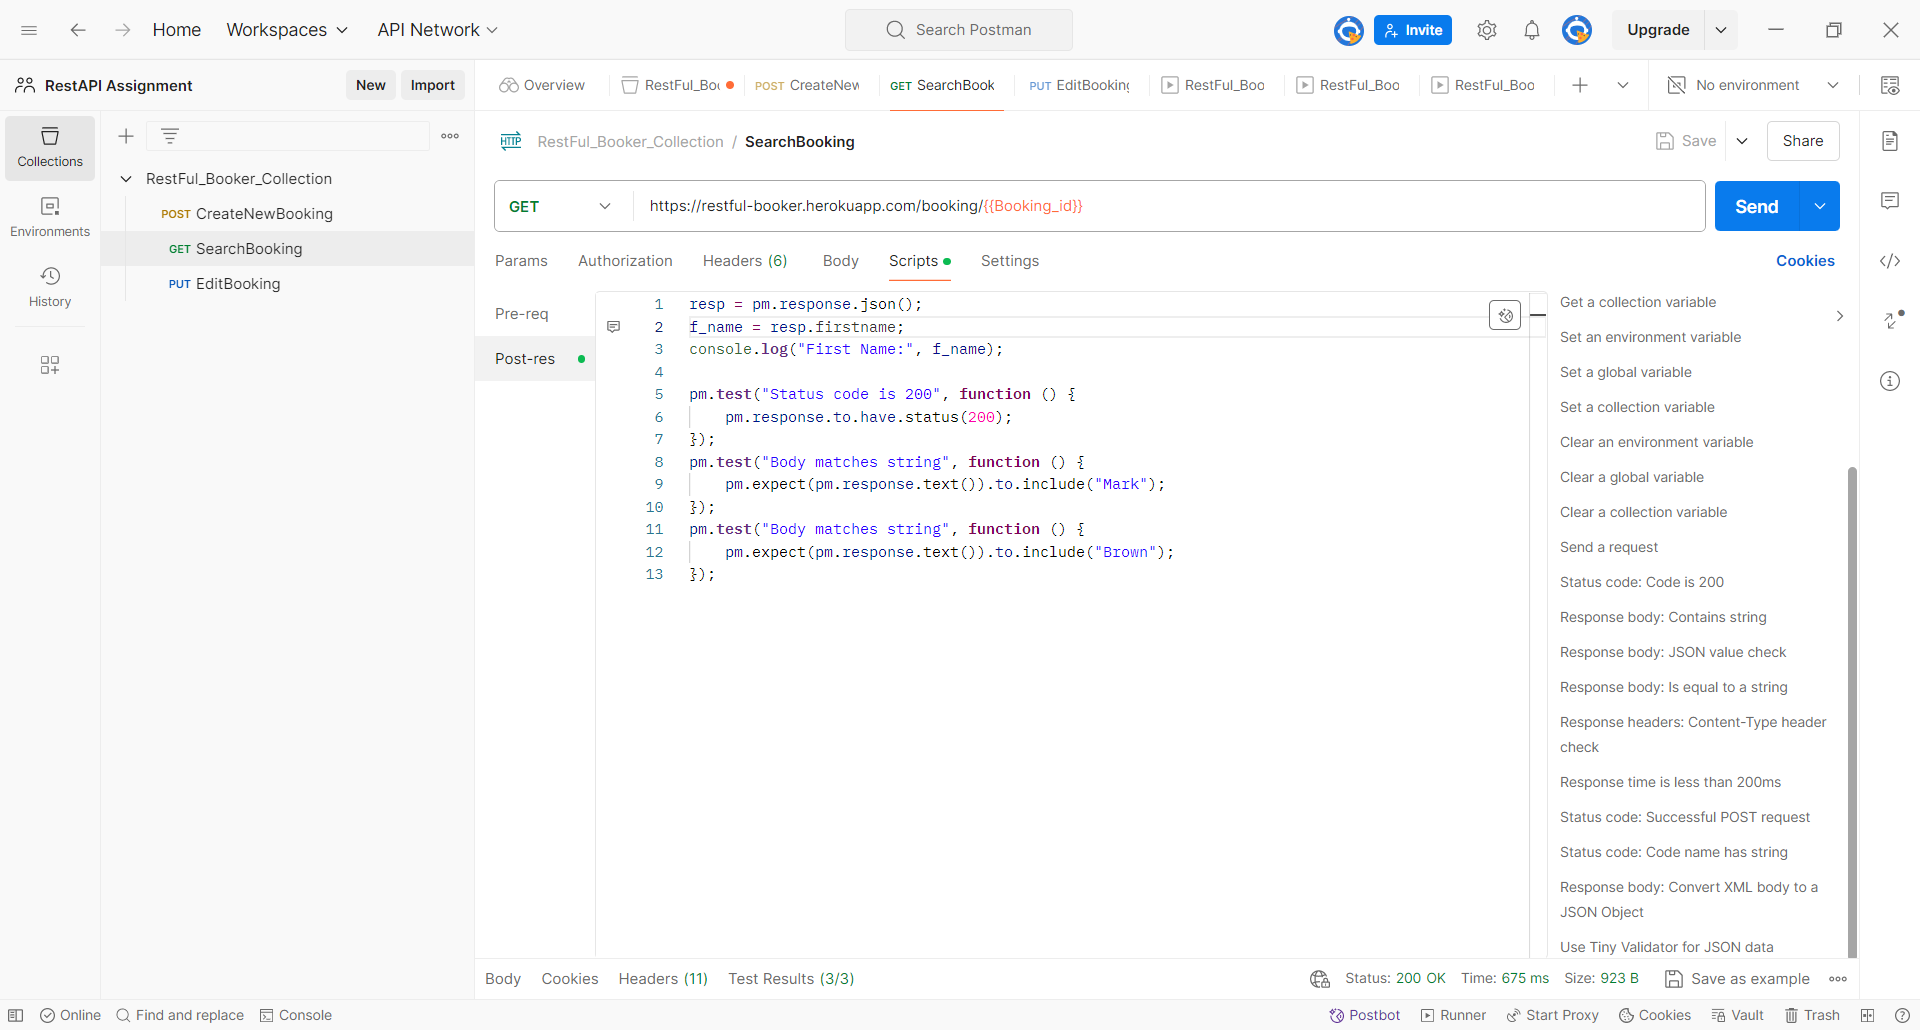 Home Workspaces API Network Search Postman Invite Upgrade
RestAPI Assignment New Import Overview RestFul_Boo POST CreateNew GET SearchBook PUT EditBooking RestFul_Boo RestFul_Boo RestFul_Boo No environment
Collections
Environments
History
RestFul_Booker_Collection
POST CreateNewBooking
GET SearchBooking
PUT EditBooking
HTTP RestFul_Booker_Collection / SearchBooking Save Share
GET https://restful-booker.herokuapp.com/booking/{{Booking_id}} Send
Params Authorization Headers (6) Body Scripts Settings Cookies
Pre-req
Post-res
1 resp = pm.response.json();
2 f_name = resp.firstname;
3 console.log("First Name:", f_name);
4
5 pm.test("Status code is 200", function () {
6 pm.response.to.have.status(200);
7 });
8 pm.test("Body matches string", function () {
9 pm.expect(pm.response.text()).to.include("Mark");
10 });
11 pm.test("Body matches string", function () {
12 pm.expect(pm.response.text()).to.include("Brown");
13 });
Get a collection variable
Set an environment variable
Set a global variable
Set a collection variable
Clear an environment variable
Clear a global variable
Clear a collection variable
Send a request
Status code: Code is 200
Response body: Contains string
Response body: JSON value check
Response body: Is equal to a string
Response headers: Content-Type header
check
Response time is less than 200ms
Status code: Successful POST request
Status code: Code name has string
Response body: Convert XML body to a
JSON Object
Use Tiny Validator for JSON data
Body Cookies Headers (11) Test Results (3/3) Status: 200 OK Time: 675 ms Size: 923 B Save as example
Online Find and replace Console Postbot Runner Start Proxy Cookies Vault Trash